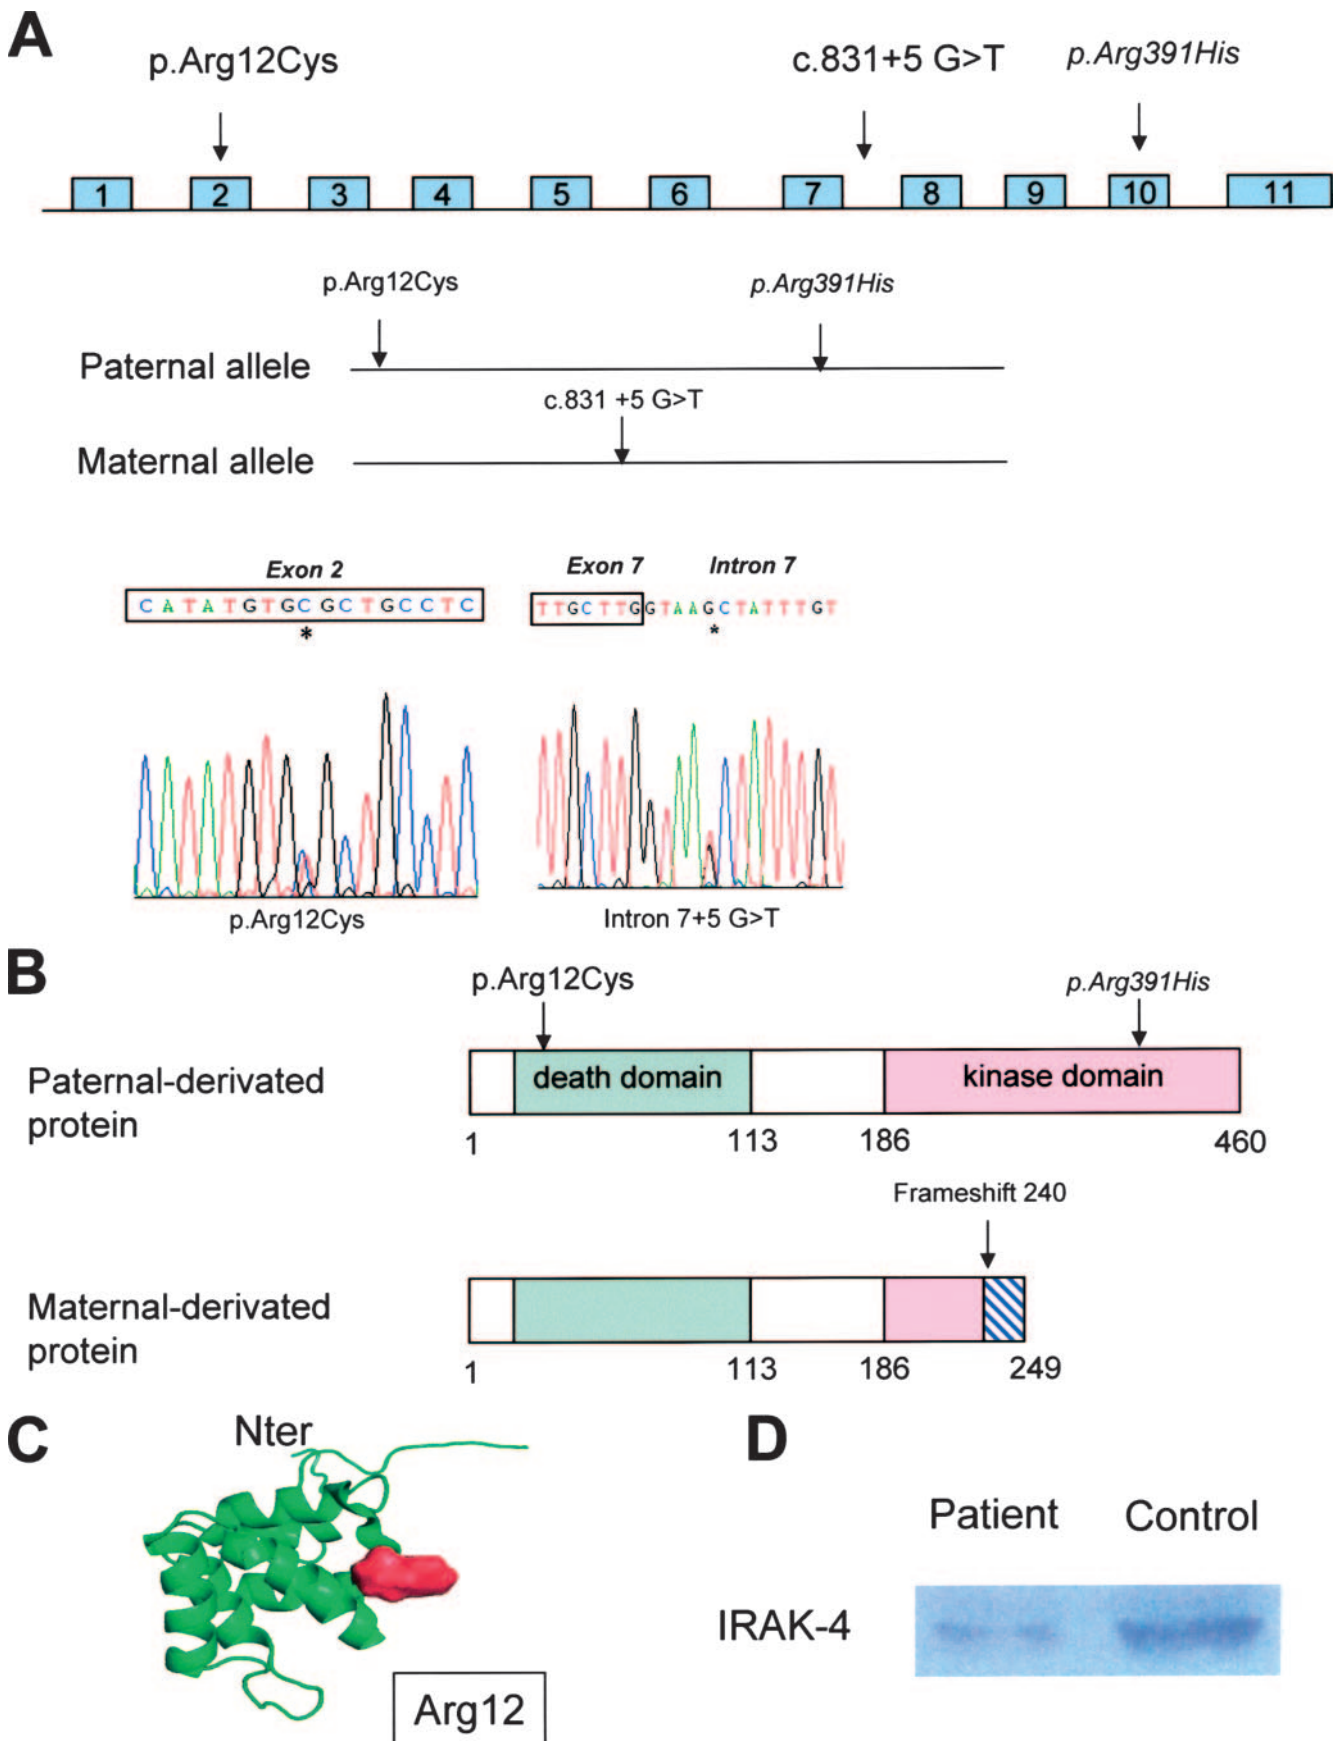 A
p.Arg12Cys c.831+5 G>T p.Arg391His
1 2 3 4 5 6 7 8 9 10 11
p.Arg12Cys p.Arg391His
Paternal allele
c.831 +5 G>T
Maternal allele
Exon 2 Exon 7 Intron 7
CATATGTGCGCTGCCTC TTGCTTGGTAAGCTATTTGT
* *
p.Arg12Cys Intron 7+5 G>T
B
p.Arg12Cys p.Arg391His
Paternal-derivated
protein
death domain kinase domain
1 113 186 460
Frameshift 240
Maternal-derivated
protein
1 113 186 249
C
Nter
Arg12
D
Patient Control
IRAK-4